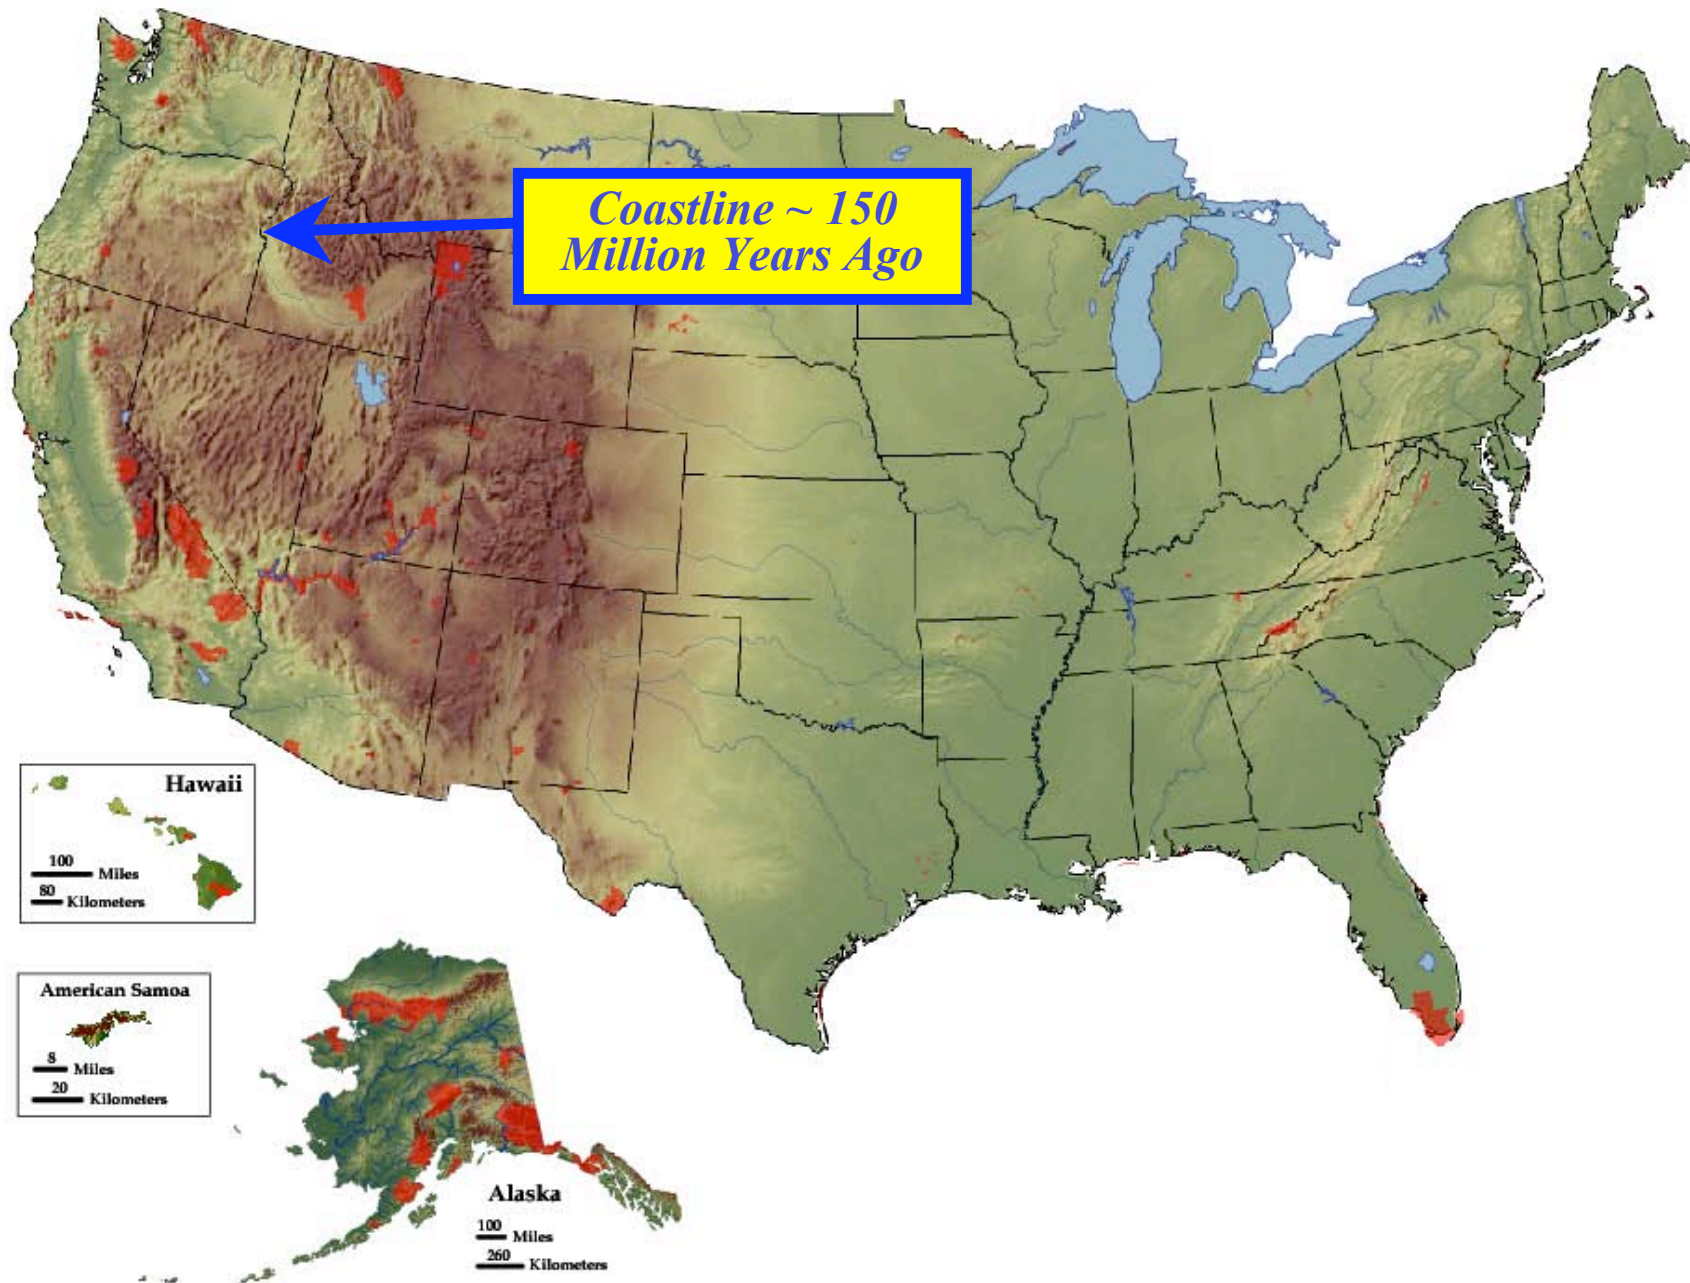 Coastline ~ 150
Million Years Ago
Hawaii
100
Miles
80
Kilometers
American Samoa
8
Miles
20
Kilometers
Alaska
100
Miles
260
Kilometers